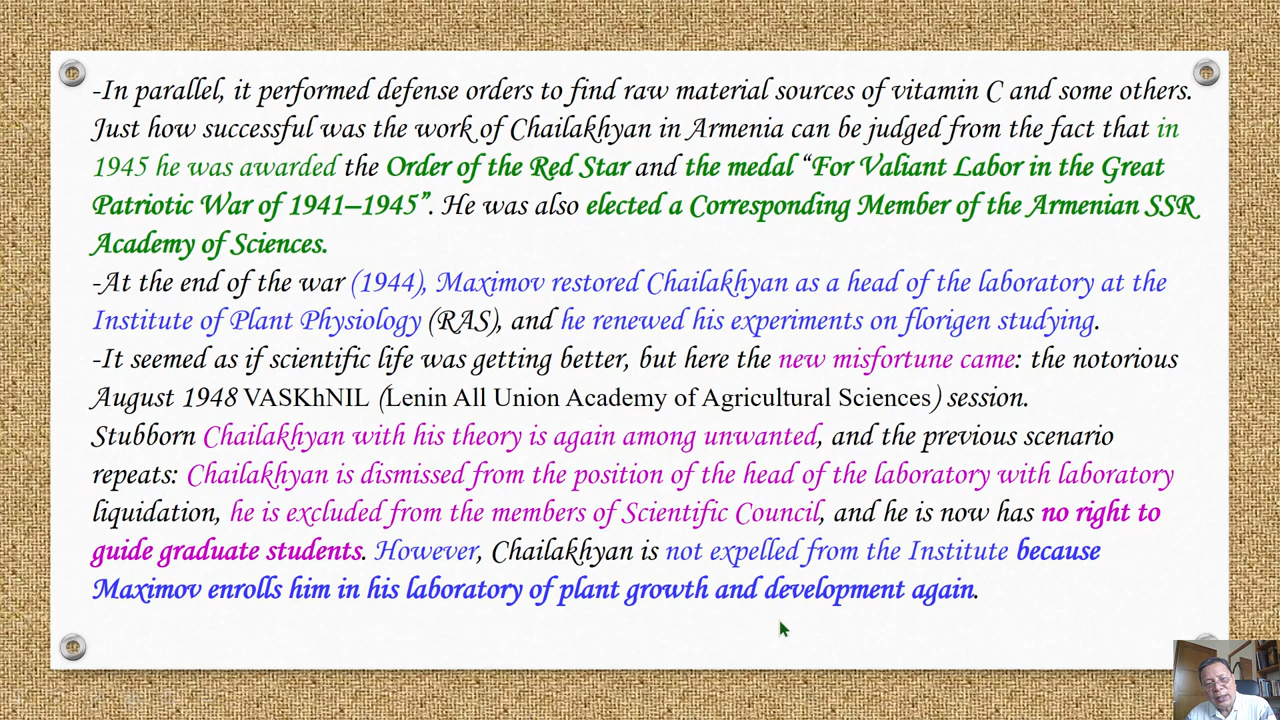 -In parallel, it performed defense orders to find raw material sources of vitamin C and some others.
Just how successful was the work of Chailakhyan in Armenia can be judged from the fact that in
1945 he was awarded the Order of the Red Star and the medal “For Valiant Labor in the Great
Patriotic War of 1941–1945”. He was also elected a Corresponding Member of the Armenian SSR
Academy of Sciences.
-At the end of the war (1944), Maximov restored Chailakhyan as a head of the laboratory at the
Institute of Plant Physiology (RAS), and he renewed his experiments on florigen studying.
-It seemed as if scientific life was getting better, but here the new misfortune came: the notorious
August 1948 VASKhNIL (Lenin All Union Academy of Agricultural Sciences) session.
Stubborn Chailakhyan with his theory is again among unwanted, and the previous scenario
repeats: Chailakhyan is dismissed from the position of the head of the laboratory with laboratory
liquidation, he is excluded from the members of Scientific Council, and he is now has no right to
guide graduate students. However, Chailakhyan is not expelled from the Institute because
Maximov enrolls him in his laboratory of plant growth and development again.